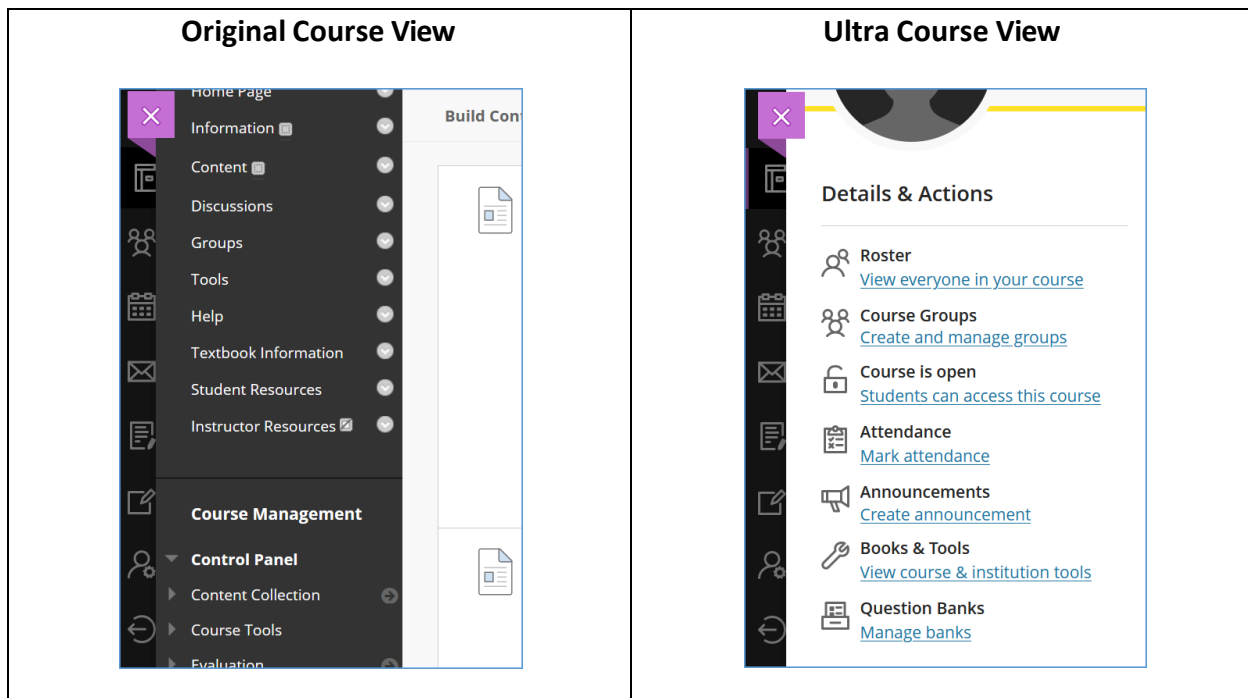 Original Course View
Home Page
Information
Content
Discussions
Groups
Tools
Help
Textbook Information
Student Resources
Instructor Resources
Course Management
Control Panel
Content Collection
Course Tools
Evaluation
Build Con
Ultra Course View
Details & Actions
Roster
View everyone in your course
Course Groups
Create and manage groups
Course is open
Students can access this course
Attendance
Mark attendance
Announcements
Create announcement
Books & Tools
View course & institution tools
Question Banks
Manage banks